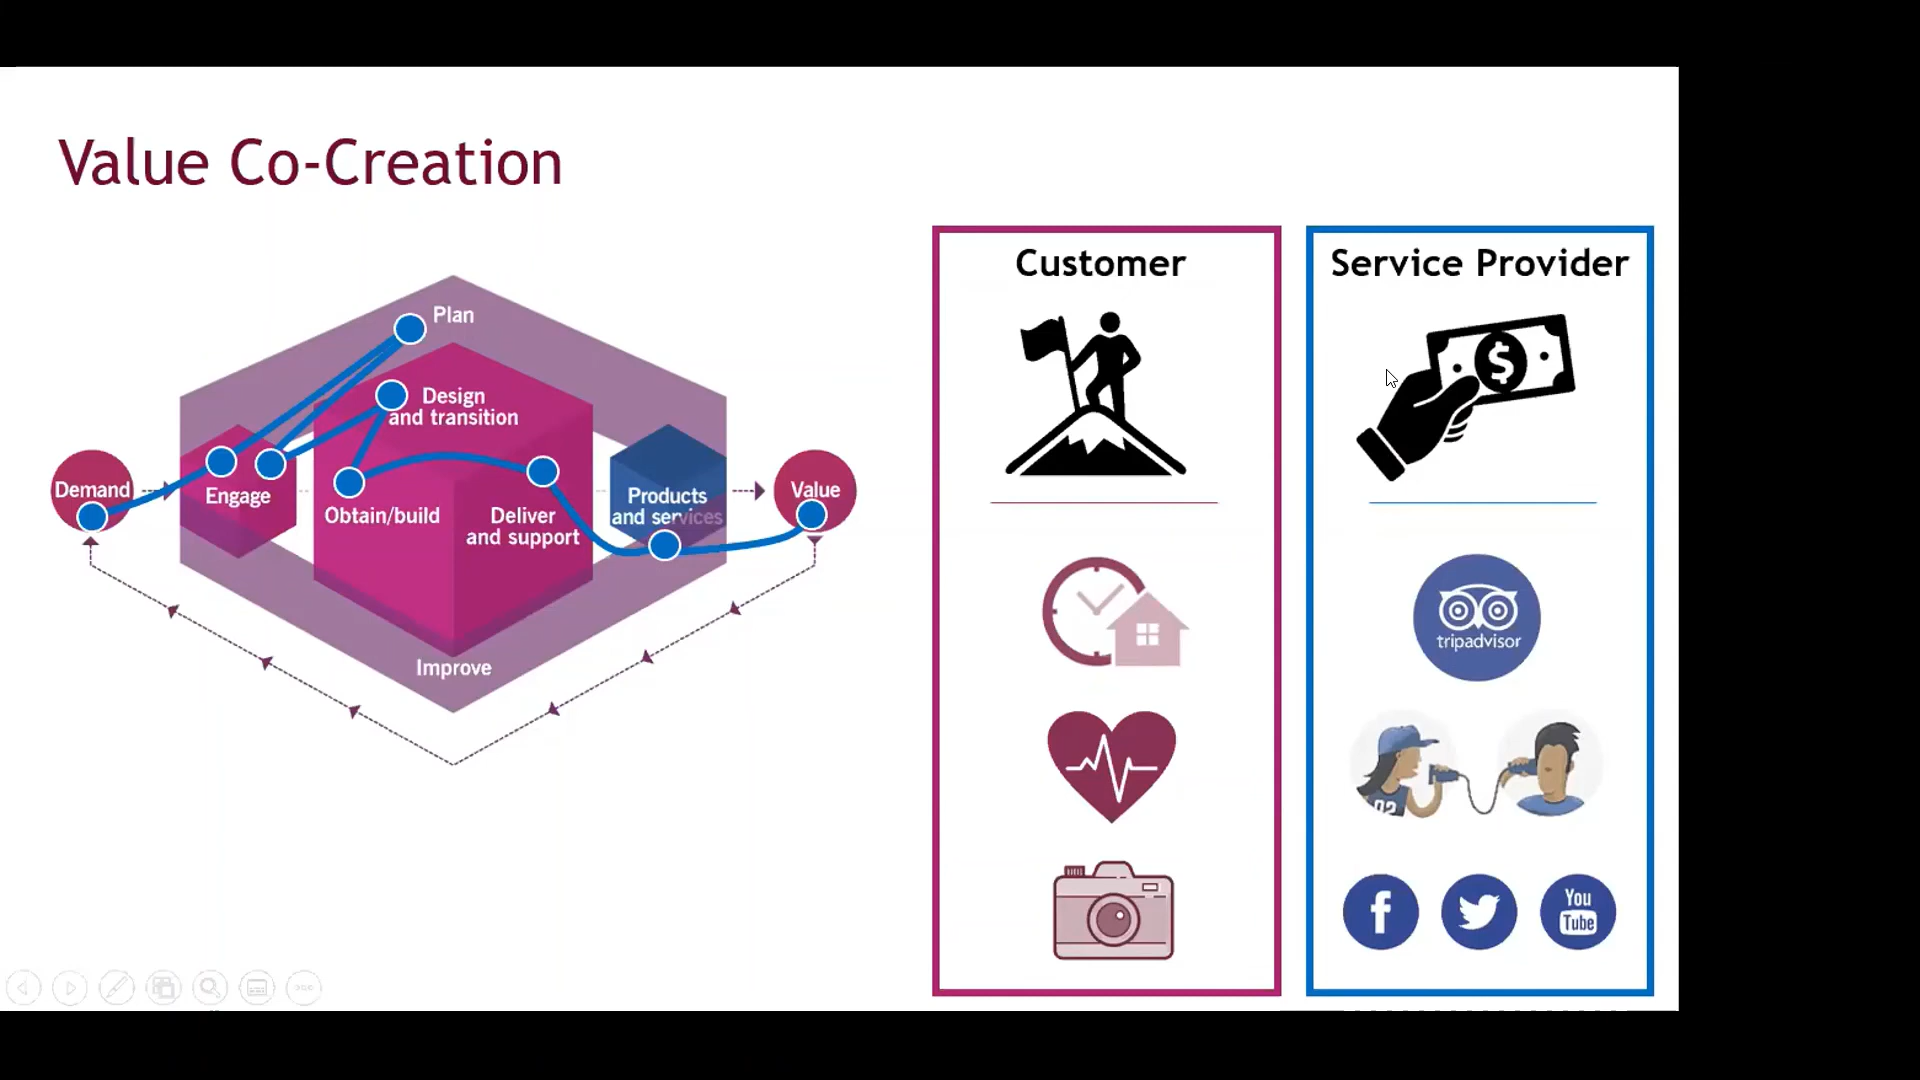 Value Co-Creation
Plan
Design
and transition
Demand
Engage
Obtain/build
Deliver
and support
Products
and services
Value
Improve
Customer
Service Provider
$
tripadvisor
92
f
You
Tube